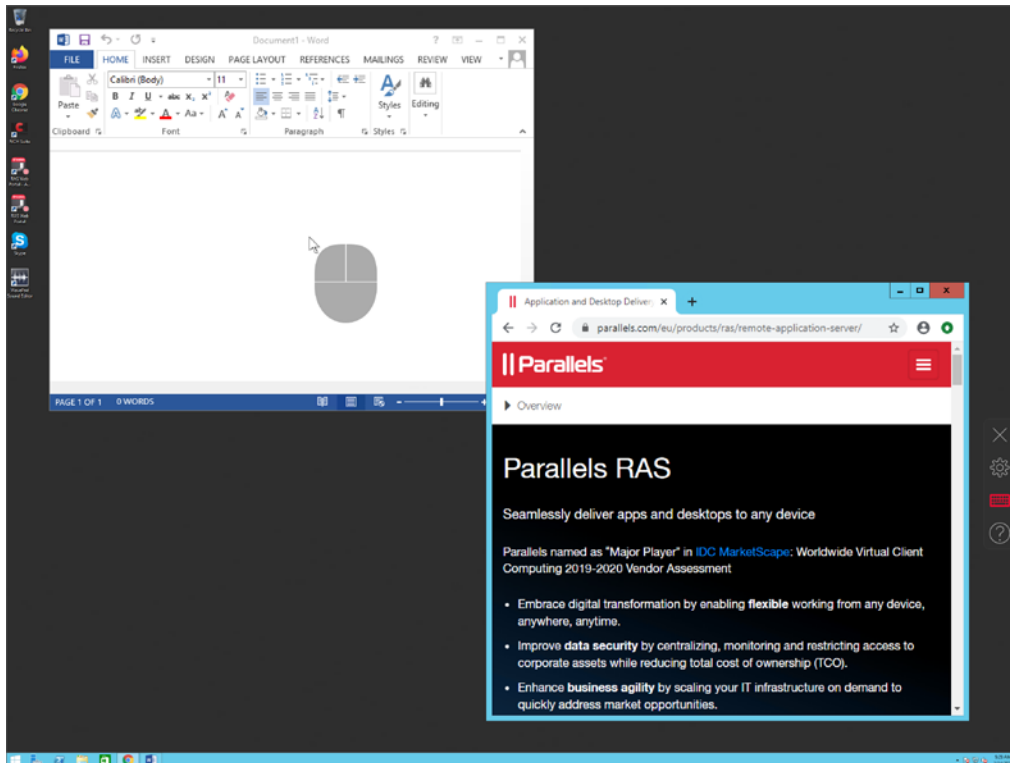 Document1 - Word
FILE HOME INSERT DESIGN PAGE LAYOUT REFERENCES MAILINGS REVIEW VIEW
Calibri (Body) 11
Paste
B I U abc X₂ X²
A Aa A A
Styles Editing
Clipboard Font Paragraph Styles
PAGE 1 OF 1 0 WORDS
Application and Desktop Delivery
parallels.com/eu/products/ras/remote-application-server/
Parallels
Overview
Parallels RAS
Seamlessly deliver apps and desktops to any device
Parallels named as "Major Player" in IDC MarketScape: Worldwide Virtual Client
Computing 2019-2020 Vendor Assessment
• Embrace digital transformation by enabling flexible working from any device,
anywhere, anytime.
• Improve data security by centralizing, monitoring and restricting access to
corporate assets while reducing total cost of ownership (TCO).
• Enhance business agility by scaling your IT infrastructure on demand to
quickly address market opportunities.